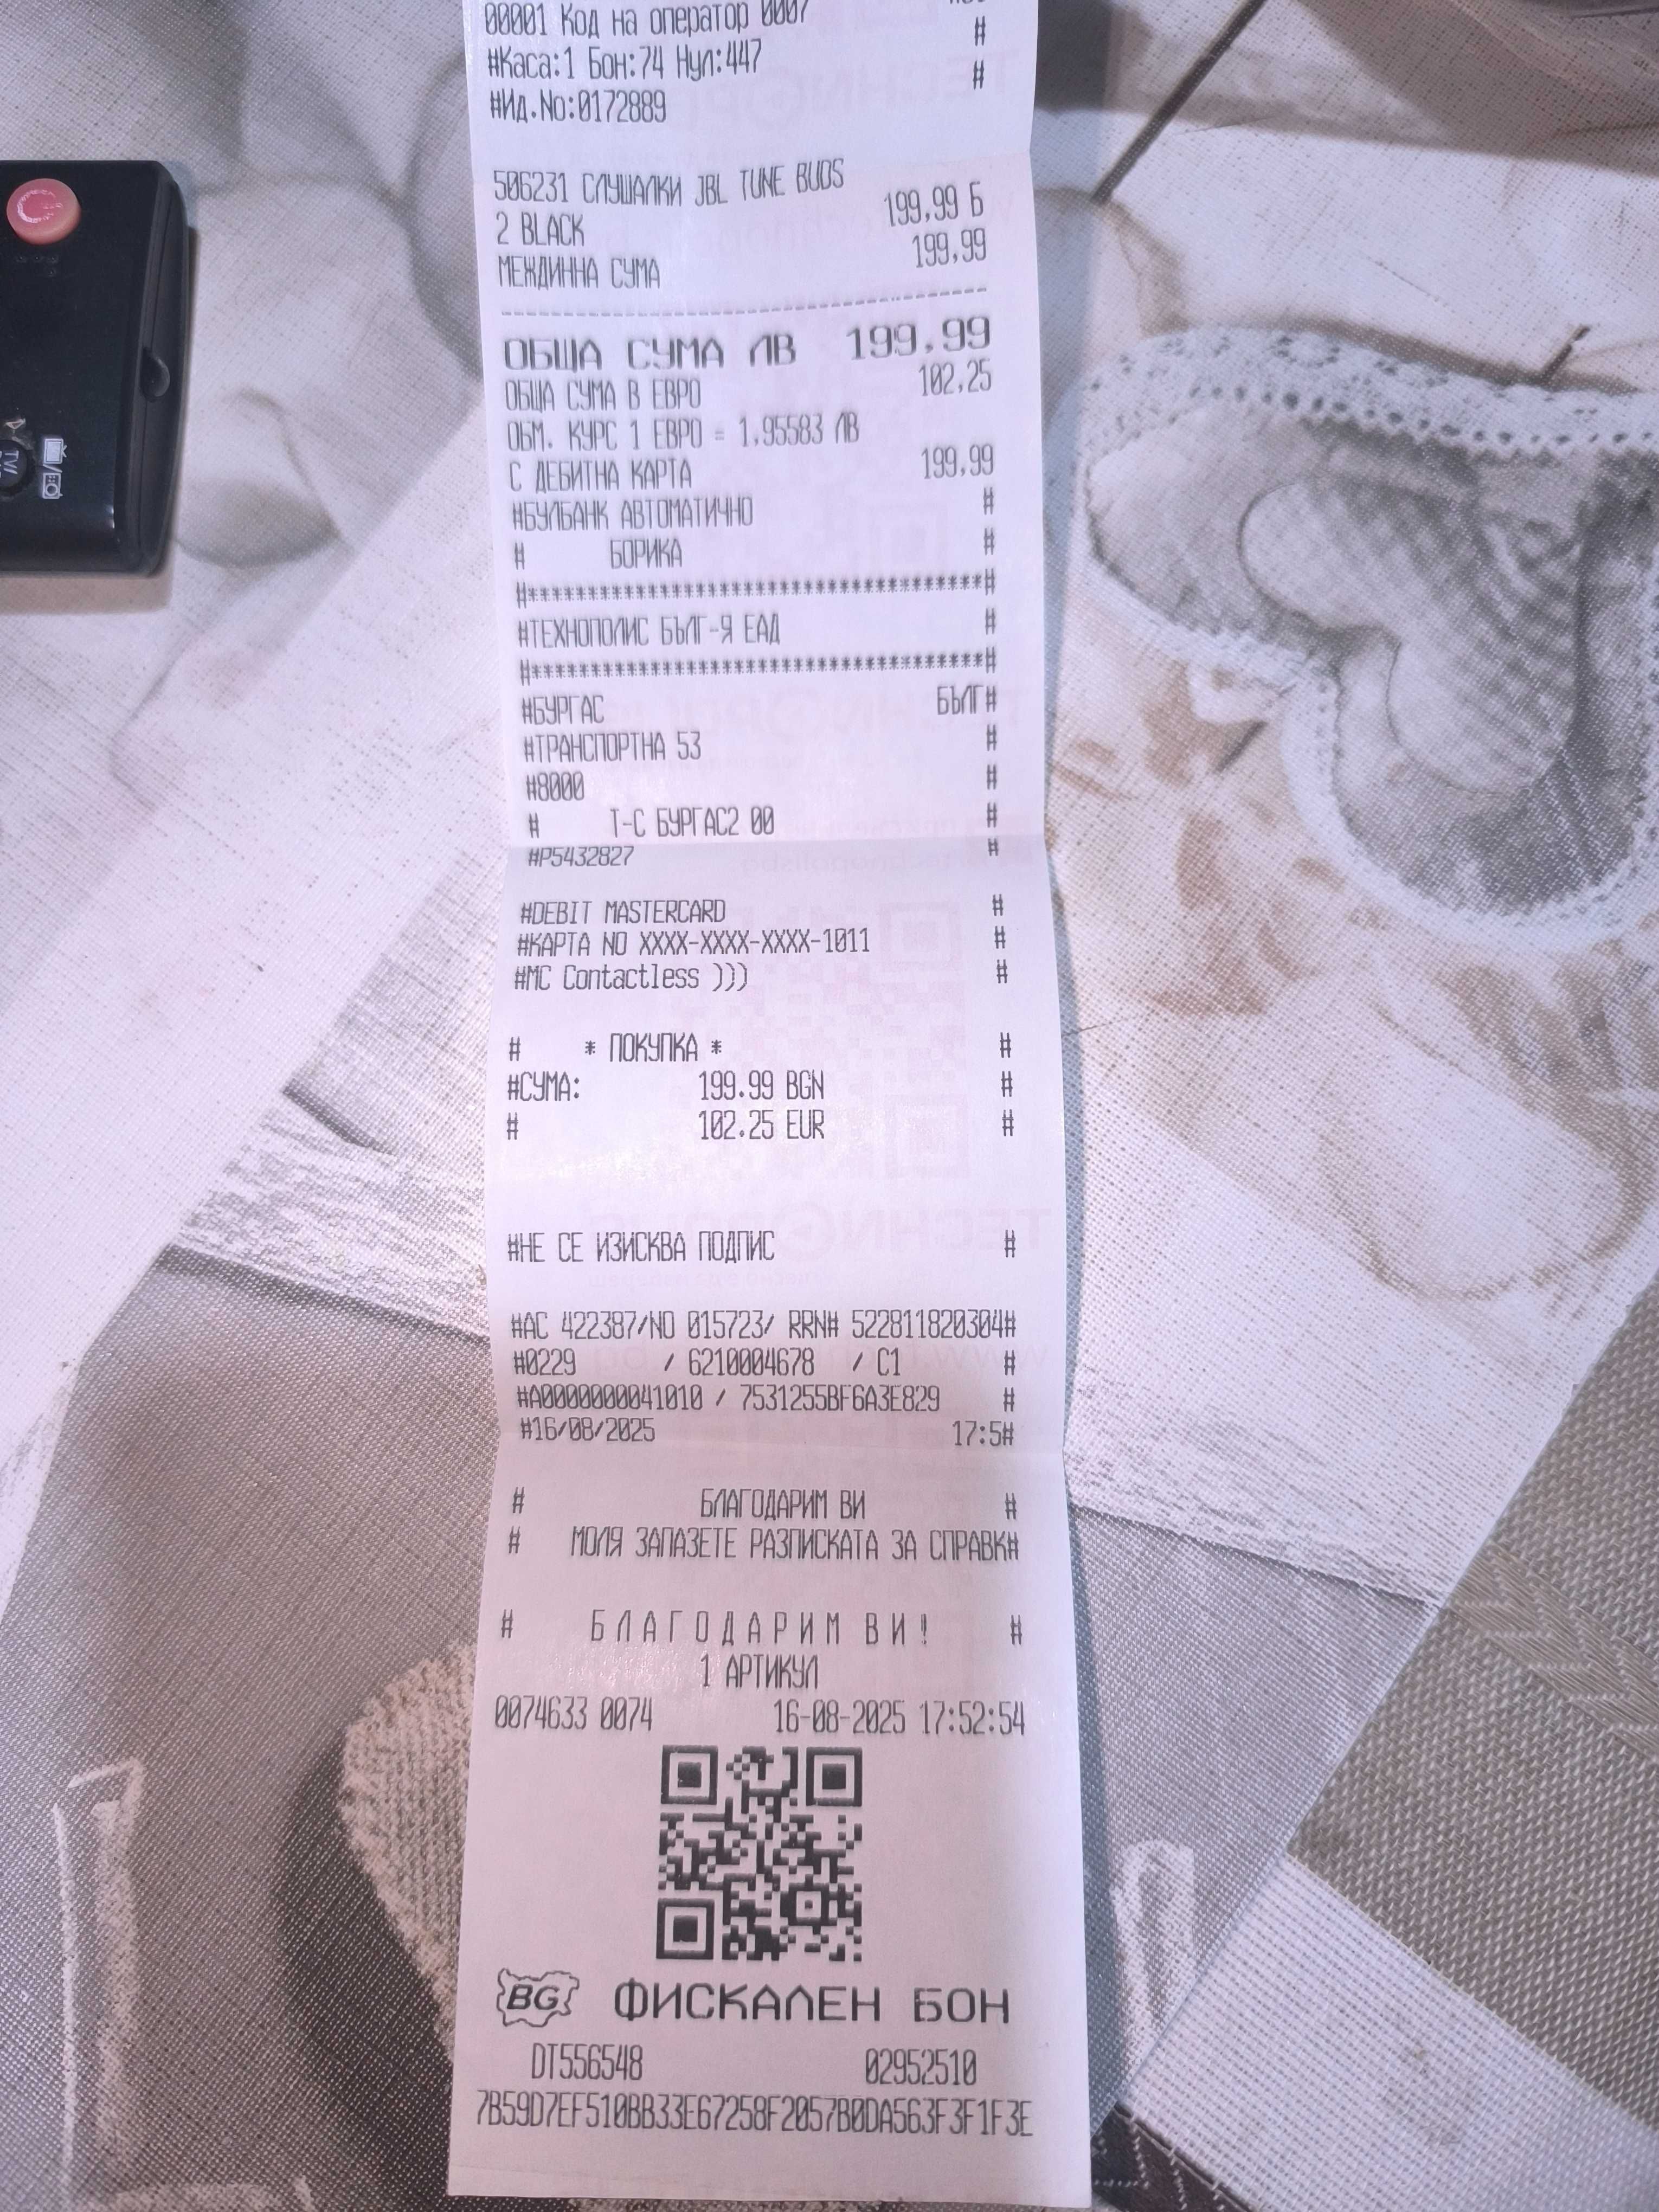 00001 Код на оператор 0007
#Каса:1 Бон:74 Нул:447 #
#Ид.No:0172889 #
506231 СЛУШАЛКИ JBL TUNE BUDS
2 BLACK 199,99 Б
МЕЖДИННА СУМА 199,99
ОБЩА СУМА ЛВ 199,99
ОБЩА СУМА В ЕВРО 102,25
ОБМ. КУРС 1 ЕВРО = 1,95583 ЛВ
С ДЕБИТНА КАРТА 199,99
#БУЛБАНК АВТОМАТИЧНО #
# БОРИКА #
#*************************************#
#ТЕХНОПОЛИС БЪЛГ-Я ЕАД #
#*************************************#
#БУРГАС БЪЛГ#
#ТРАНСПОРТНА 53 #
#8000 #
# Т-С БУРГАС2 00 #
#P5432827 #
#DEBIT MASTERCARD #
#КАРТА NO XXXX-XXXX-XXXX-1011 #
#MC Contactless ))) #
# * ПОКУПКА * #
#СУМА: 199.99 BGN #
# 102.25 EUR #
#НЕ СЕ ИЗИСКВА ПОДПИС #
#AC 422387/NO 015723/ RRN# 522811820304#
#0229 / 6210004678 / C1 #
#A0000000041010 / 7531255BF6A3E829 #
#16/08/2025 17:5#
# БЛАГОДАРИМ ВИ #
# МОЛЯ ЗАПАЗЕТЕ РАЗПИСКАТА ЗА СПРАВК#
# Б Л А Г О Д А Р И М В И ! #
1 АРТИКУЛ
0074633 0074 16-08-2025 17:52:54
BG ФИСКАЛЕН БОН
DT556548 02952510
7B59D7EF510BB33E67258F2057B0DA563F3F1F3E